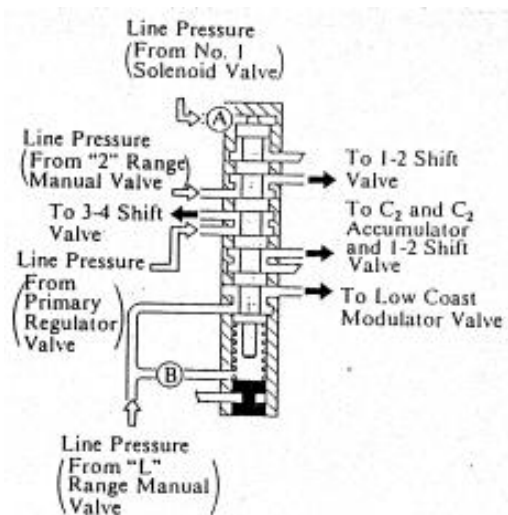 Line Pressure
(From No. 1
Solenoid Valve)
A
Line Pressure
(From "2" Range
Manual Valve)
To 3-4 Shift
Valve
Line Pressure
(From
Primary
Regulator
Valve)
B
Line Pressure
(From "L"
Range Manual
Valve)
To 1-2 Shift
Valve
To C2 and C2
Accumulator
and 1-2 Shift
Valve
To Low Coast
Modulator Valve